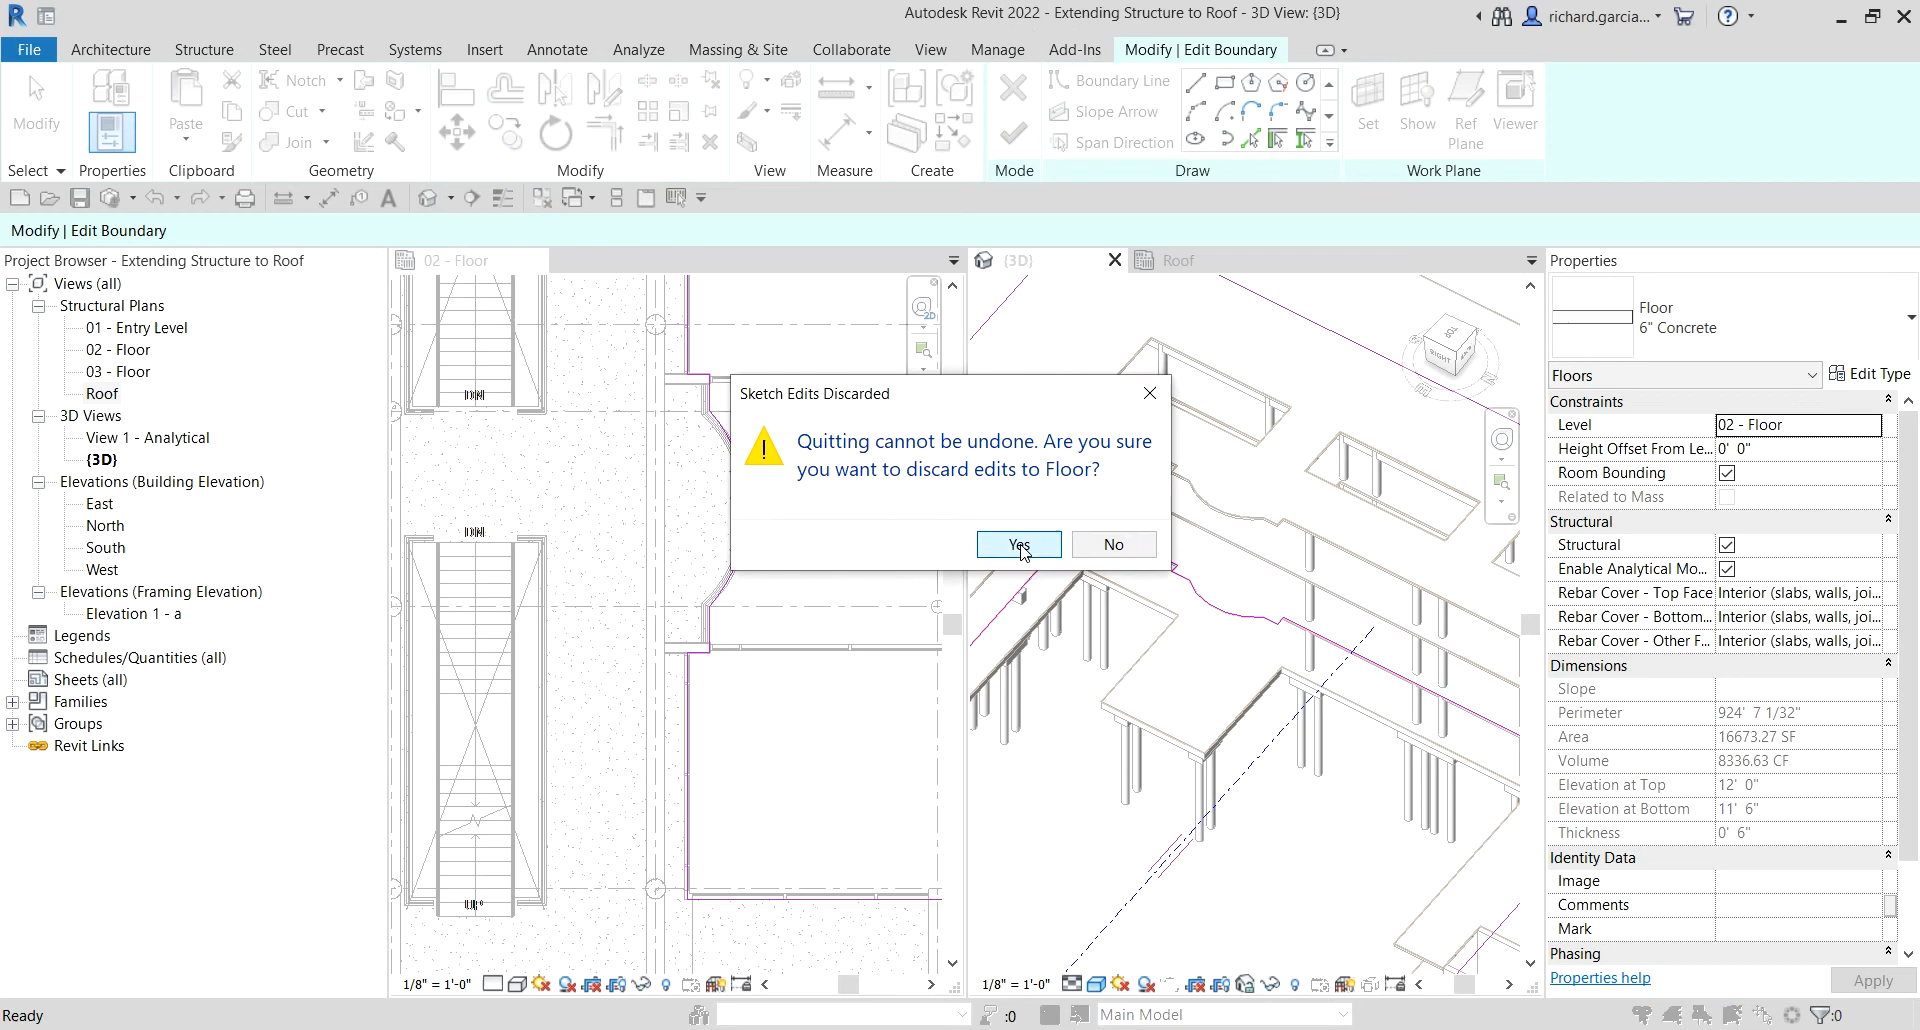 Autodesk Revit 2022 - Extending Structure to Roof - 3D View: {3D}
richard.garcia...
File Architecture Structure Steel Precast Systems Insert Annotate Analyze Massing & Site Collaborate View Manage Add-Ins Modify | Edit Boundary
Notch Boundary Line
Modify Paste Cut Slope Arrow Set Show Ref Plane Viewer
Join Span Direction
Select Properties Clipboard Geometry Modify View Measure Create Mode Draw Work Plane
Modify | Edit Boundary
Project Browser - Extending Structure to Roof
Views (all)
Structural Plans
01 - Entry Level
02 - Floor
03 - Floor
Roof
3D Views
View 1 - Analytical
{3D}
Elevations (Building Elevation)
East
North
South
West
Elevations (Framing Elevation)
Elevation 1 - a
Legends
Schedules/Quantities (all)
Sheets (all)
Families
Groups
Revit Links
02 - Floor
2D
DN
DN
UP
{3D}
Roof
TOP
RIGHT
Sketch Edits Discarded
Quitting cannot be undone. Are you sure
you want to discard edits to Floor?
Yes No
1/8" = 1'-0"
1/8" = 1'-0"
Properties
Floor
6" Concrete
Floors Edit Type
Constraints
Level 02 - Floor
Height Offset From Le... 0' 0"
Room Bounding
Related to Mass
Structural
Structural
Enable Analytical Mo...
Rebar Cover - Top Face Interior (slabs, walls, joi...
Rebar Cover - Bottom... Interior (slabs, walls, joi...
Rebar Cover - Other F... Interior (slabs, walls, joi...
Dimensions
Slope
Perimeter 924' 7 1/32"
Area 16673.27 SF
Volume 8336.63 CF
Elevation at Top 12' 0"
Elevation at Bottom 11' 6"
Thickness 0' 6"
Identity Data
Image
Comments
Mark
Phasing
Properties help Apply
Ready :0 Main Model :0